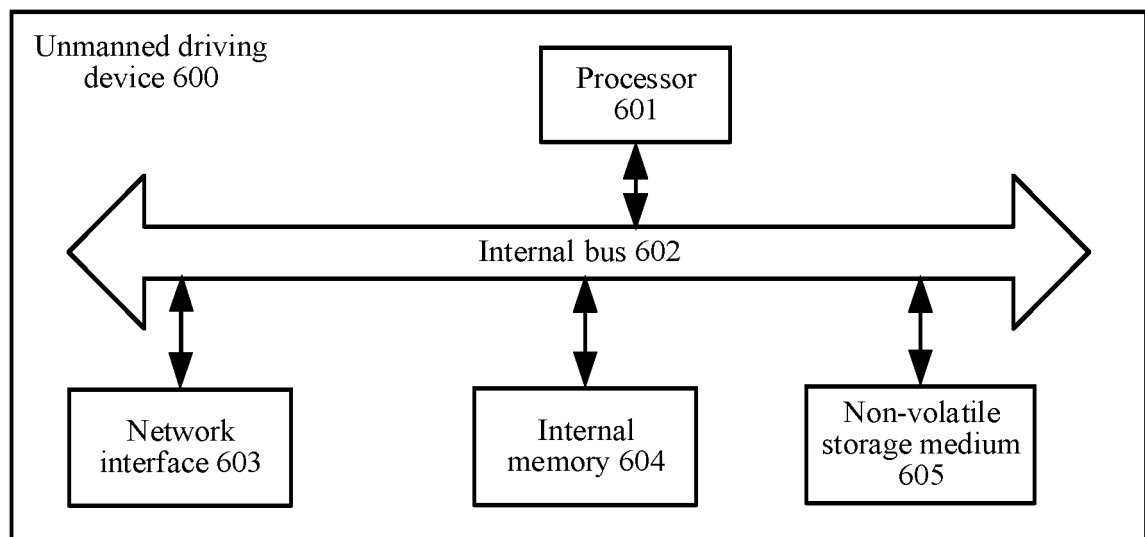 Unmanned driving
device 600
Processor
601
Internal bus 602
Network
interface 603
Internal
memory 604
Non-volatile
storage medium
605